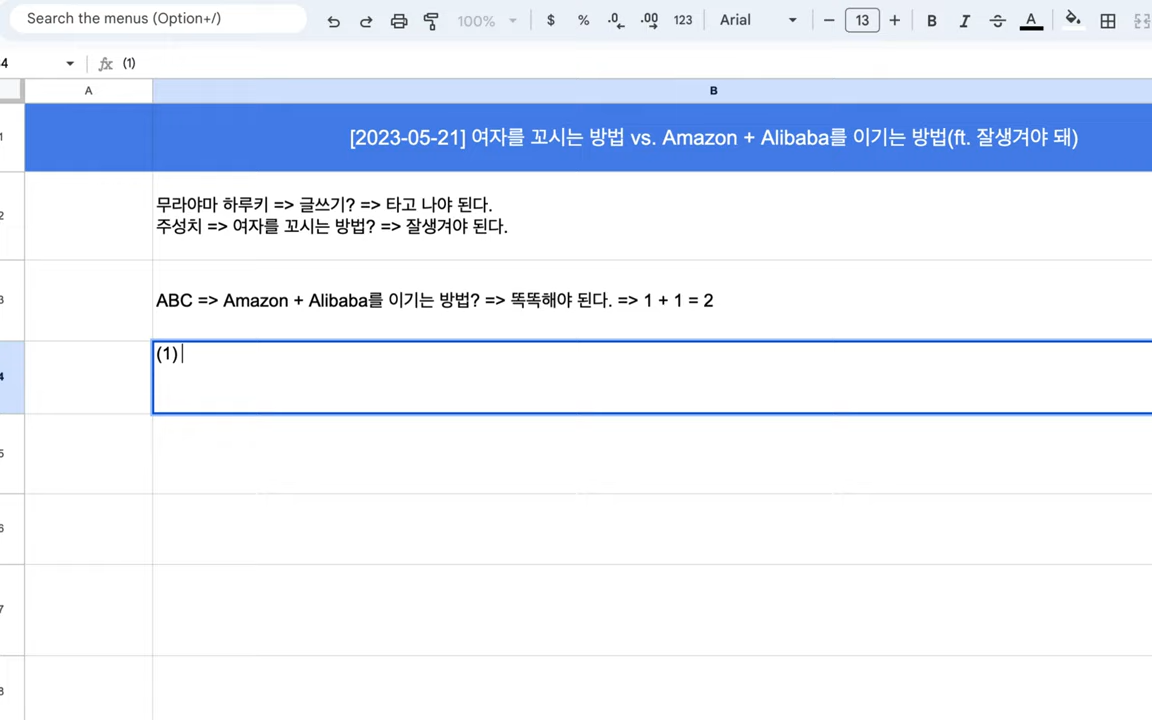 Search the menus (Option+/)
100%
$
%
.0
.00
123
Arial
13
B
I
A
4
fx
(1)
A
B
1
[2023-05-21] 여자를 꼬시는 방법 vs. Amazon + Alibaba를 이기는 방법(ft. 잘생겨야 돼)
2
무라야마 하루키 => 글쓰기? => 타고 나야 된다.
주성치 => 여자를 꼬시는 방법? => 잘생겨야 된다.
3
ABC => Amazon + Alibaba를 이기는 방법? => 똑똑해야 된다. => 1 + 1 = 2
4
(1)
5
6
7
8